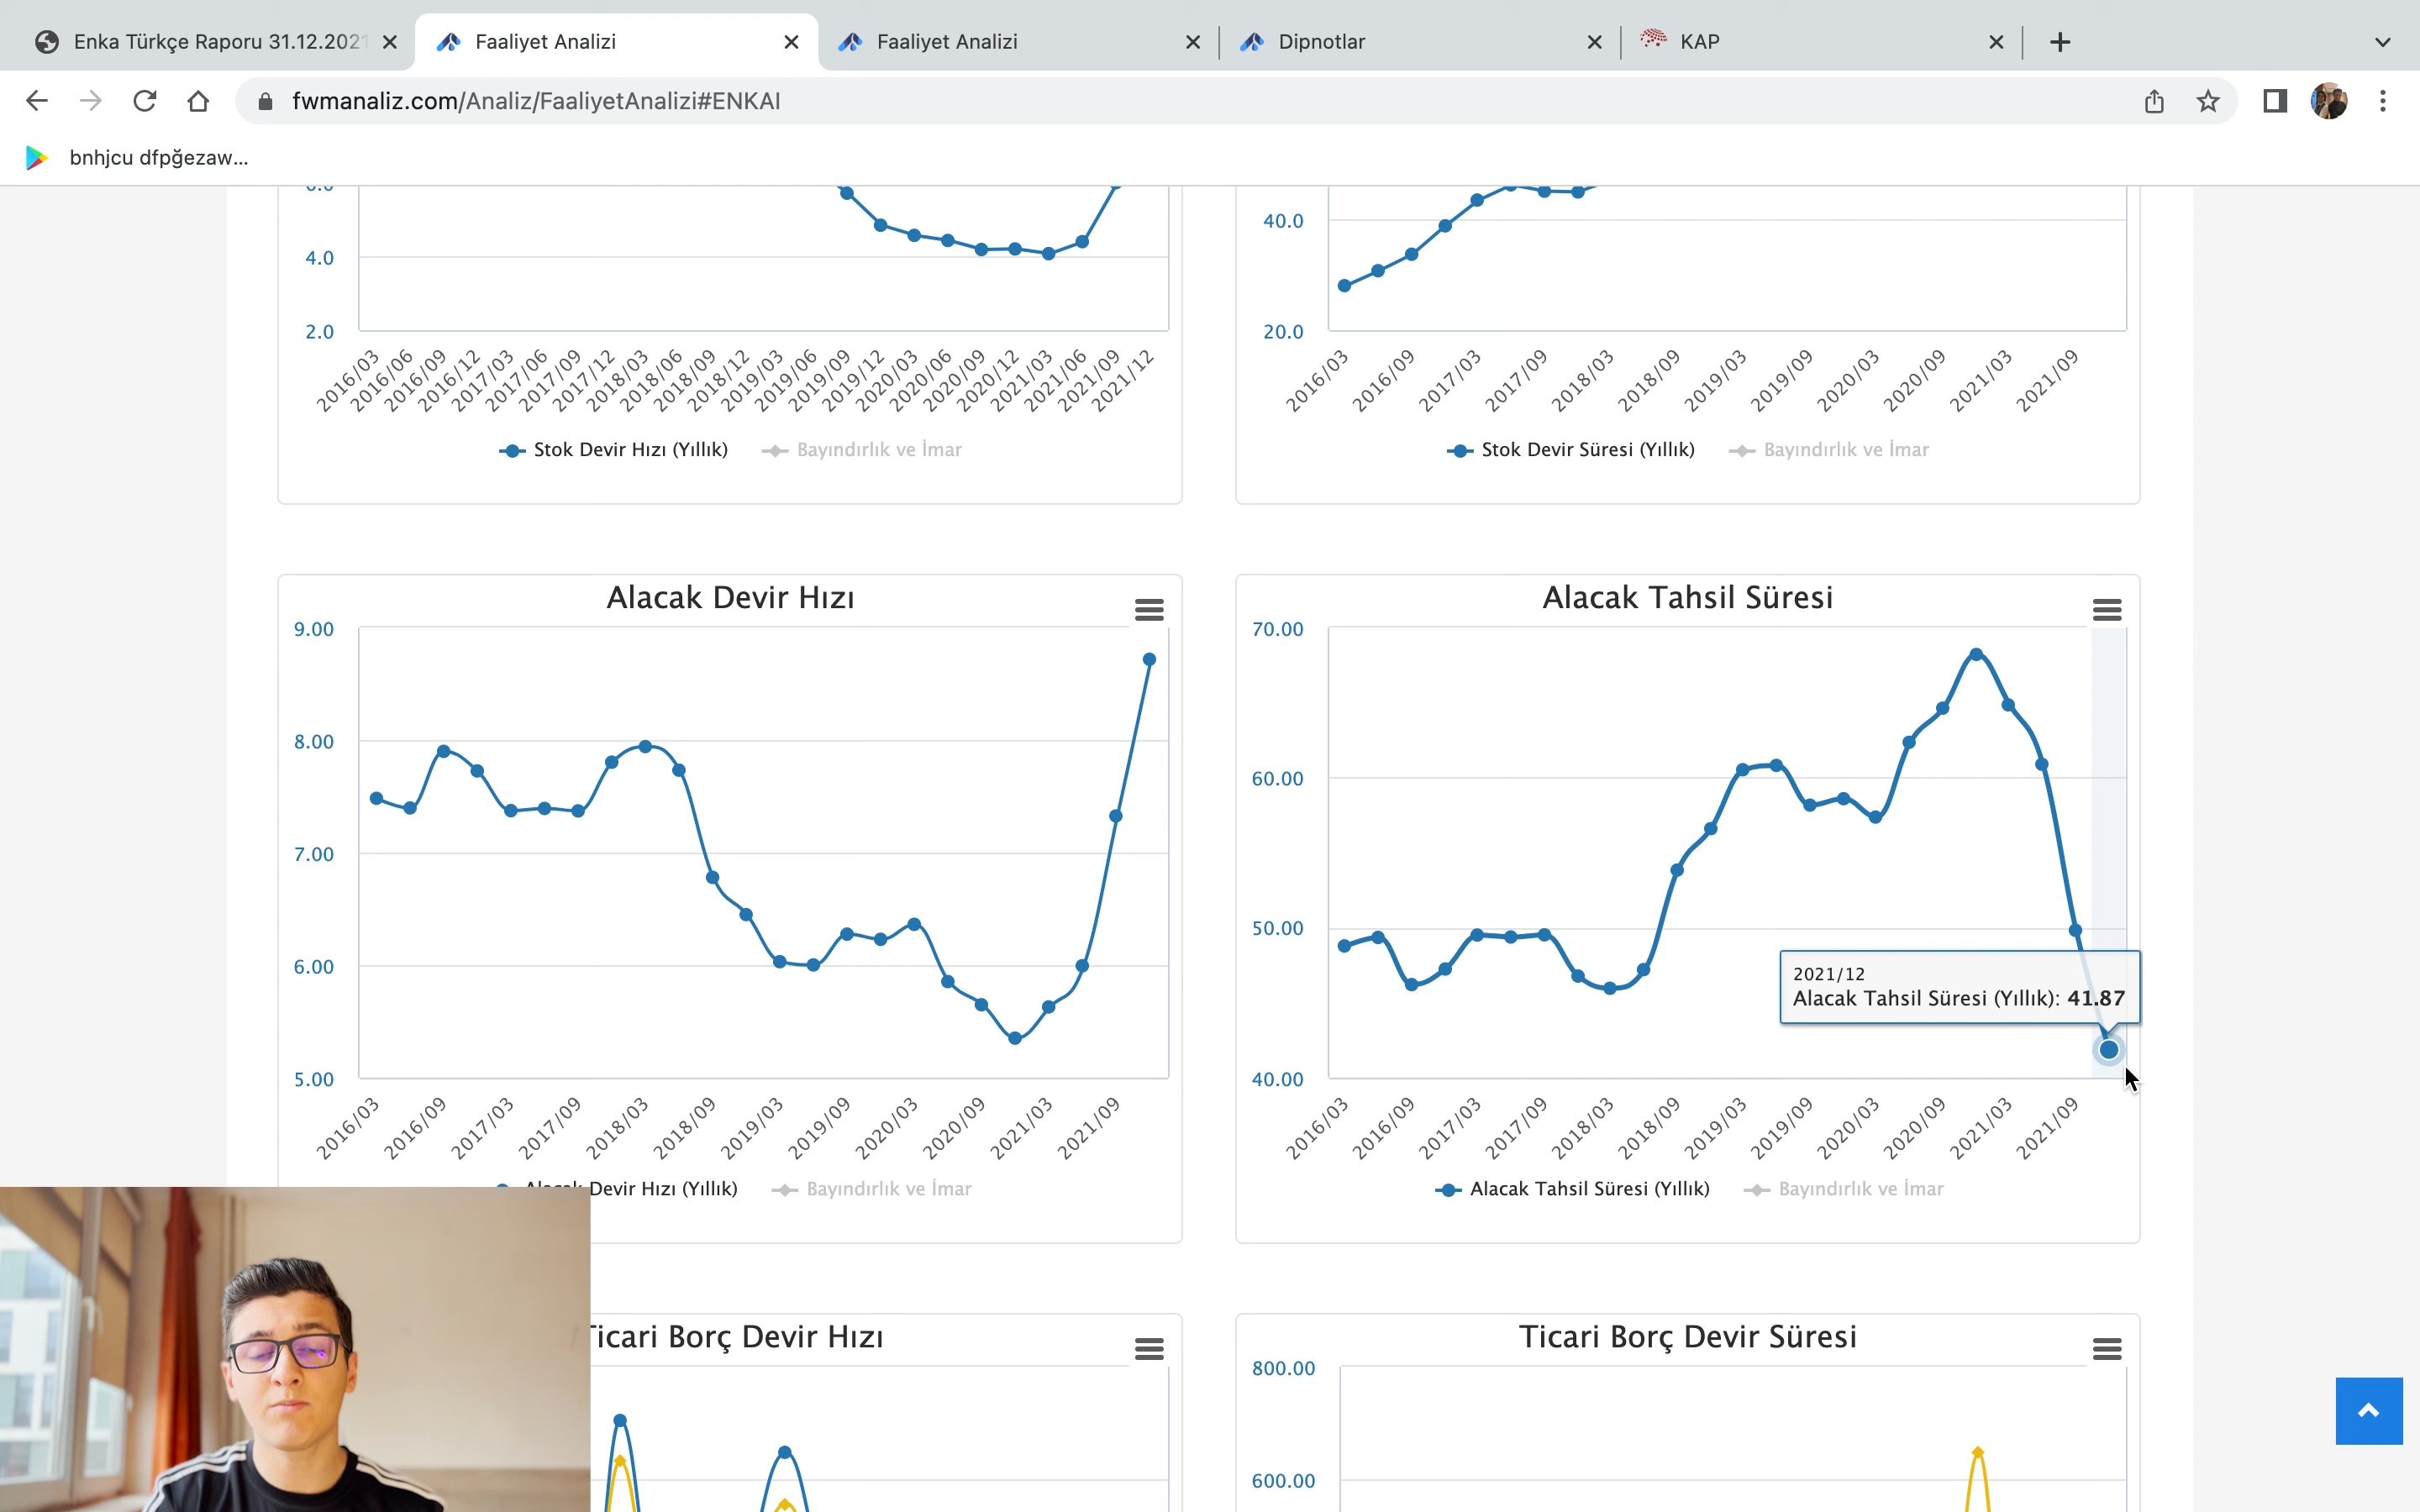 Enka Türkçe Raporu 31.12.2021
Faaliyet Analizi
Faaliyet Analizi
Dipnotlar
KAP
fwmanaliz.com/Analiz/FaaliyetAnalizi#ENKAI
bnhjcu dfpğezaw...
6.0
4.0
2.0
2016/03 2016/06 2016/09 2016/12 2017/03 2017/06 2017/09 2017/12 2018/03 2018/06 2018/09 2018/12 2019/03 2019/06 2019/09 2019/12 2020/03 2020/06 2020/09 2020/12 2021/03 2021/06 2021/09 2021/12
Stok Devir Hızı (Yıllık) Bayındırlık ve İmar
40.0
20.0
2016/03 2016/09 2017/03 2017/09 2018/03 2018/09 2019/03 2019/09 2020/03 2020/09 2021/03 2021/09
Stok Devir Süresi (Yıllık) Bayındırlık ve İmar
Alacak Devir Hızı
9.00
8.00
7.00
6.00
5.00
2016/03 2016/09 2017/03 2017/09 2018/03 2018/09 2019/03 2019/09 2020/03 2020/09 2021/03 2021/09
Alacak Devir Hızı (Yıllık) Bayındırlık ve İmar
Alacak Tahsil Süresi
70.00
60.00
50.00
40.00
2021/12
Alacak Tahsil Süresi (Yıllık): 41.87
2016/03 2016/09 2017/03 2017/09 2018/03 2018/09 2019/03 2019/09 2020/03 2020/09 2021/03 2021/09
Alacak Tahsil Süresi (Yıllık) Bayındırlık ve İmar
Ticari Borç Devir Hızı
Ticari Borç Devir Süresi
800.00
600.00